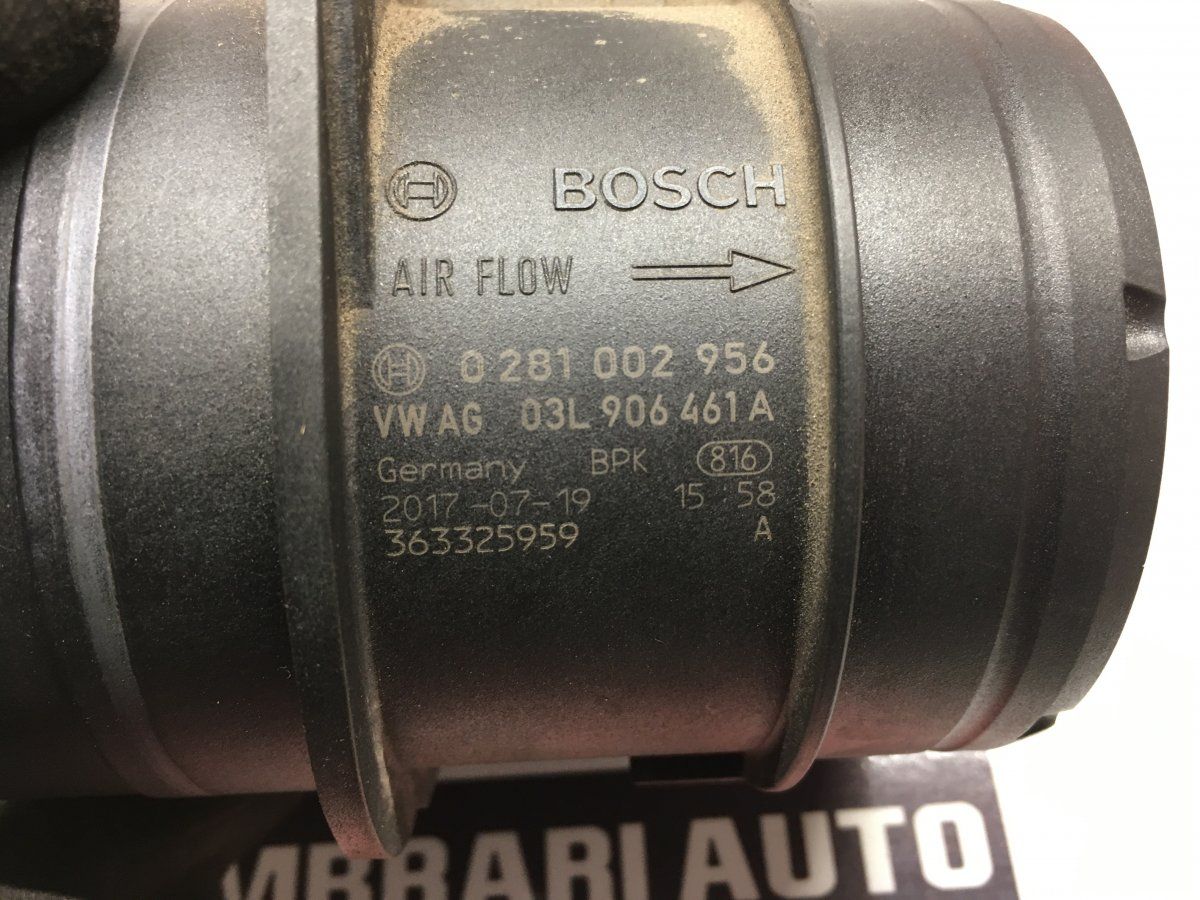 BOSCH
AIR FLOW
0 281 002 956
VW AG 03L 906 461 A
Germany BPK 816
2017-07-19 15 58
363325959 A
AUTO